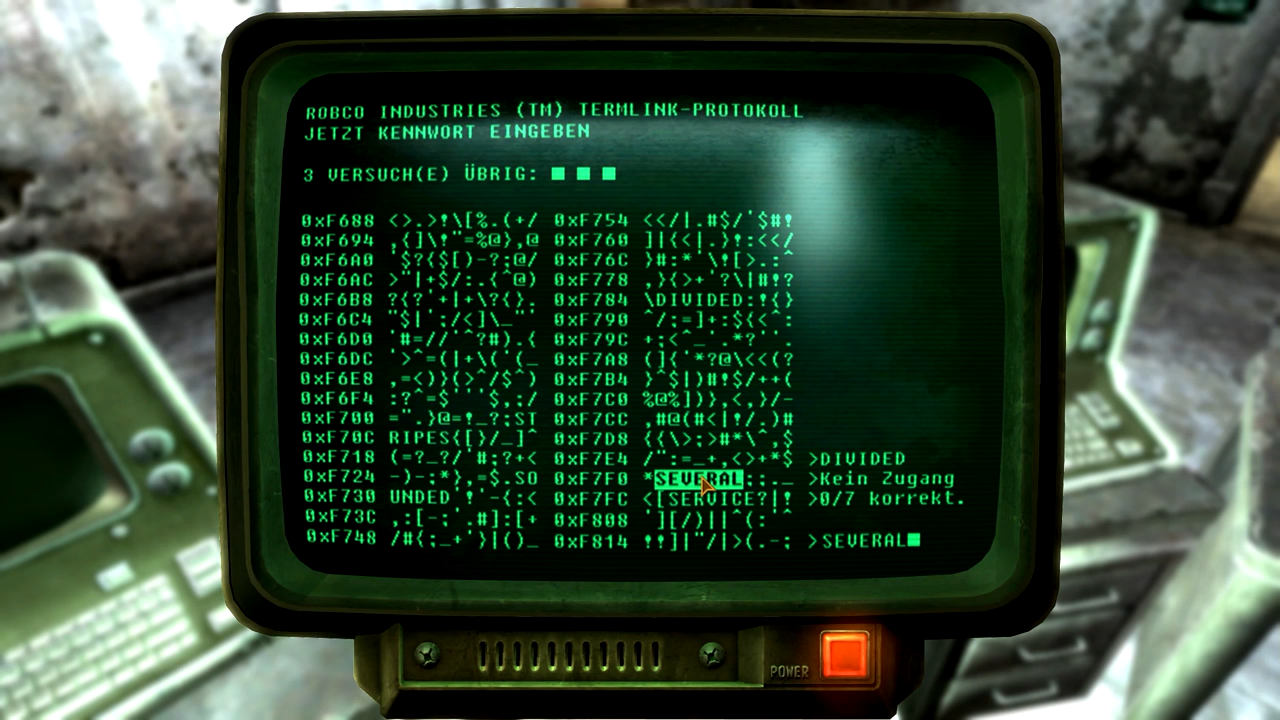 ROBCO INDUSTRIES (TM) TERMLINK-PROTOKOLL
JETZT KENNWORT EINGEBEN
3 VERSUCH(E) ÜBRIG: ■ ■ ■
0xF688 <>.>!\[%.(+/ 0xF754 <</|.#$/'$#!
0xF694 ,{]\!"=%@},@ 0xF760 ]|{<|.}!:<</
0xF6A0 '$?{$[)-?;@/ 0xF76C }#:*'\![>.:^
0xF6AC >"|+$/:.{^@) 0xF778 ,}{>+'?\|#!?
0xF6B8 ?{?'+|+\?{}. 0xF784 \DIVIDED:!{}
0xF6C4 "$|';/<]\_"' 0xF790 ^/;=]+:${<^:
0xF6D0 '#=//'^?#).{ 0xF79C +;<^_'.*?'.
0xF6DC '>^=(|+\('(_ 0xF7A8 (]{'*?@\<<(?
0xF6E8 ,=<)}{>^/$^) 0xF7B4 }^$|)#!$/++(
0xF6F4 :?^=$''$,;/ 0xF7C0 %@%])},<,}/-
0xF700 =".}@=!_?;ST 0xF7CC ,#@(#<|!/_)#
0xF70C RIPES{[}/_]^ 0xF7D8 {{\>:>#*\^,$
0xF718 (=?_?/'#;?+< 0xF7E4 /":=_+,<>+*$ >DIVIDED
0xF724 -)-:*},=$.SO 0xF7F0 *SEVERAL;:._ >Kein Zugang
0xF730 UNDED'!'-{:< 0xF7FC <[SERVICE?|! >0/7 korrekt.
0xF73C ,:[-;'.#]:[+ 0xF808 '][/)||^(:'^
0xF748 /#{;_+'}|()_ 0xF814 !!]|"/|>(.-; >SEVERAL■
POWER